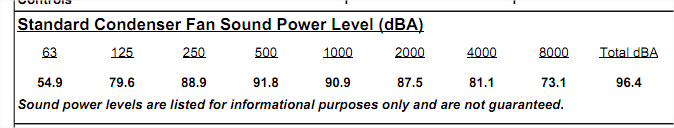 Controls
Standard Condenser Fan Sound Power Level (dBA)
63 125 250 500 1000 2000 4000 8000 Total dBA
54.9 79.6 88.9 91.8 90.9 87.5 81.1 73.1 96.4
Sound power levels are listed for informational purposes only and are not guaranteed.